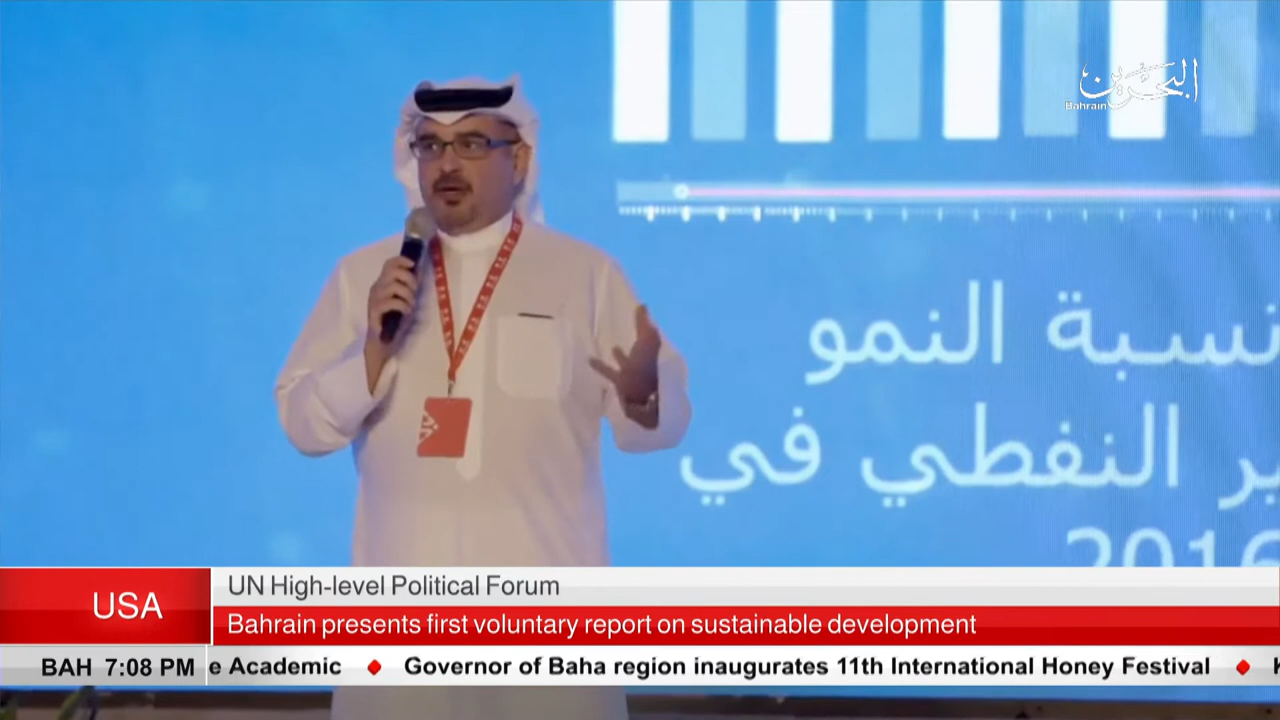 البحرين
Bahrain
نسبة النمو
النفطي في
2016
UN High-level Political Forum
USA
Bahrain presents first voluntary report on sustainable development
BAH 7:08 PM
e Academic
Governor of Baha region inaugurates 11th International Honey Festival